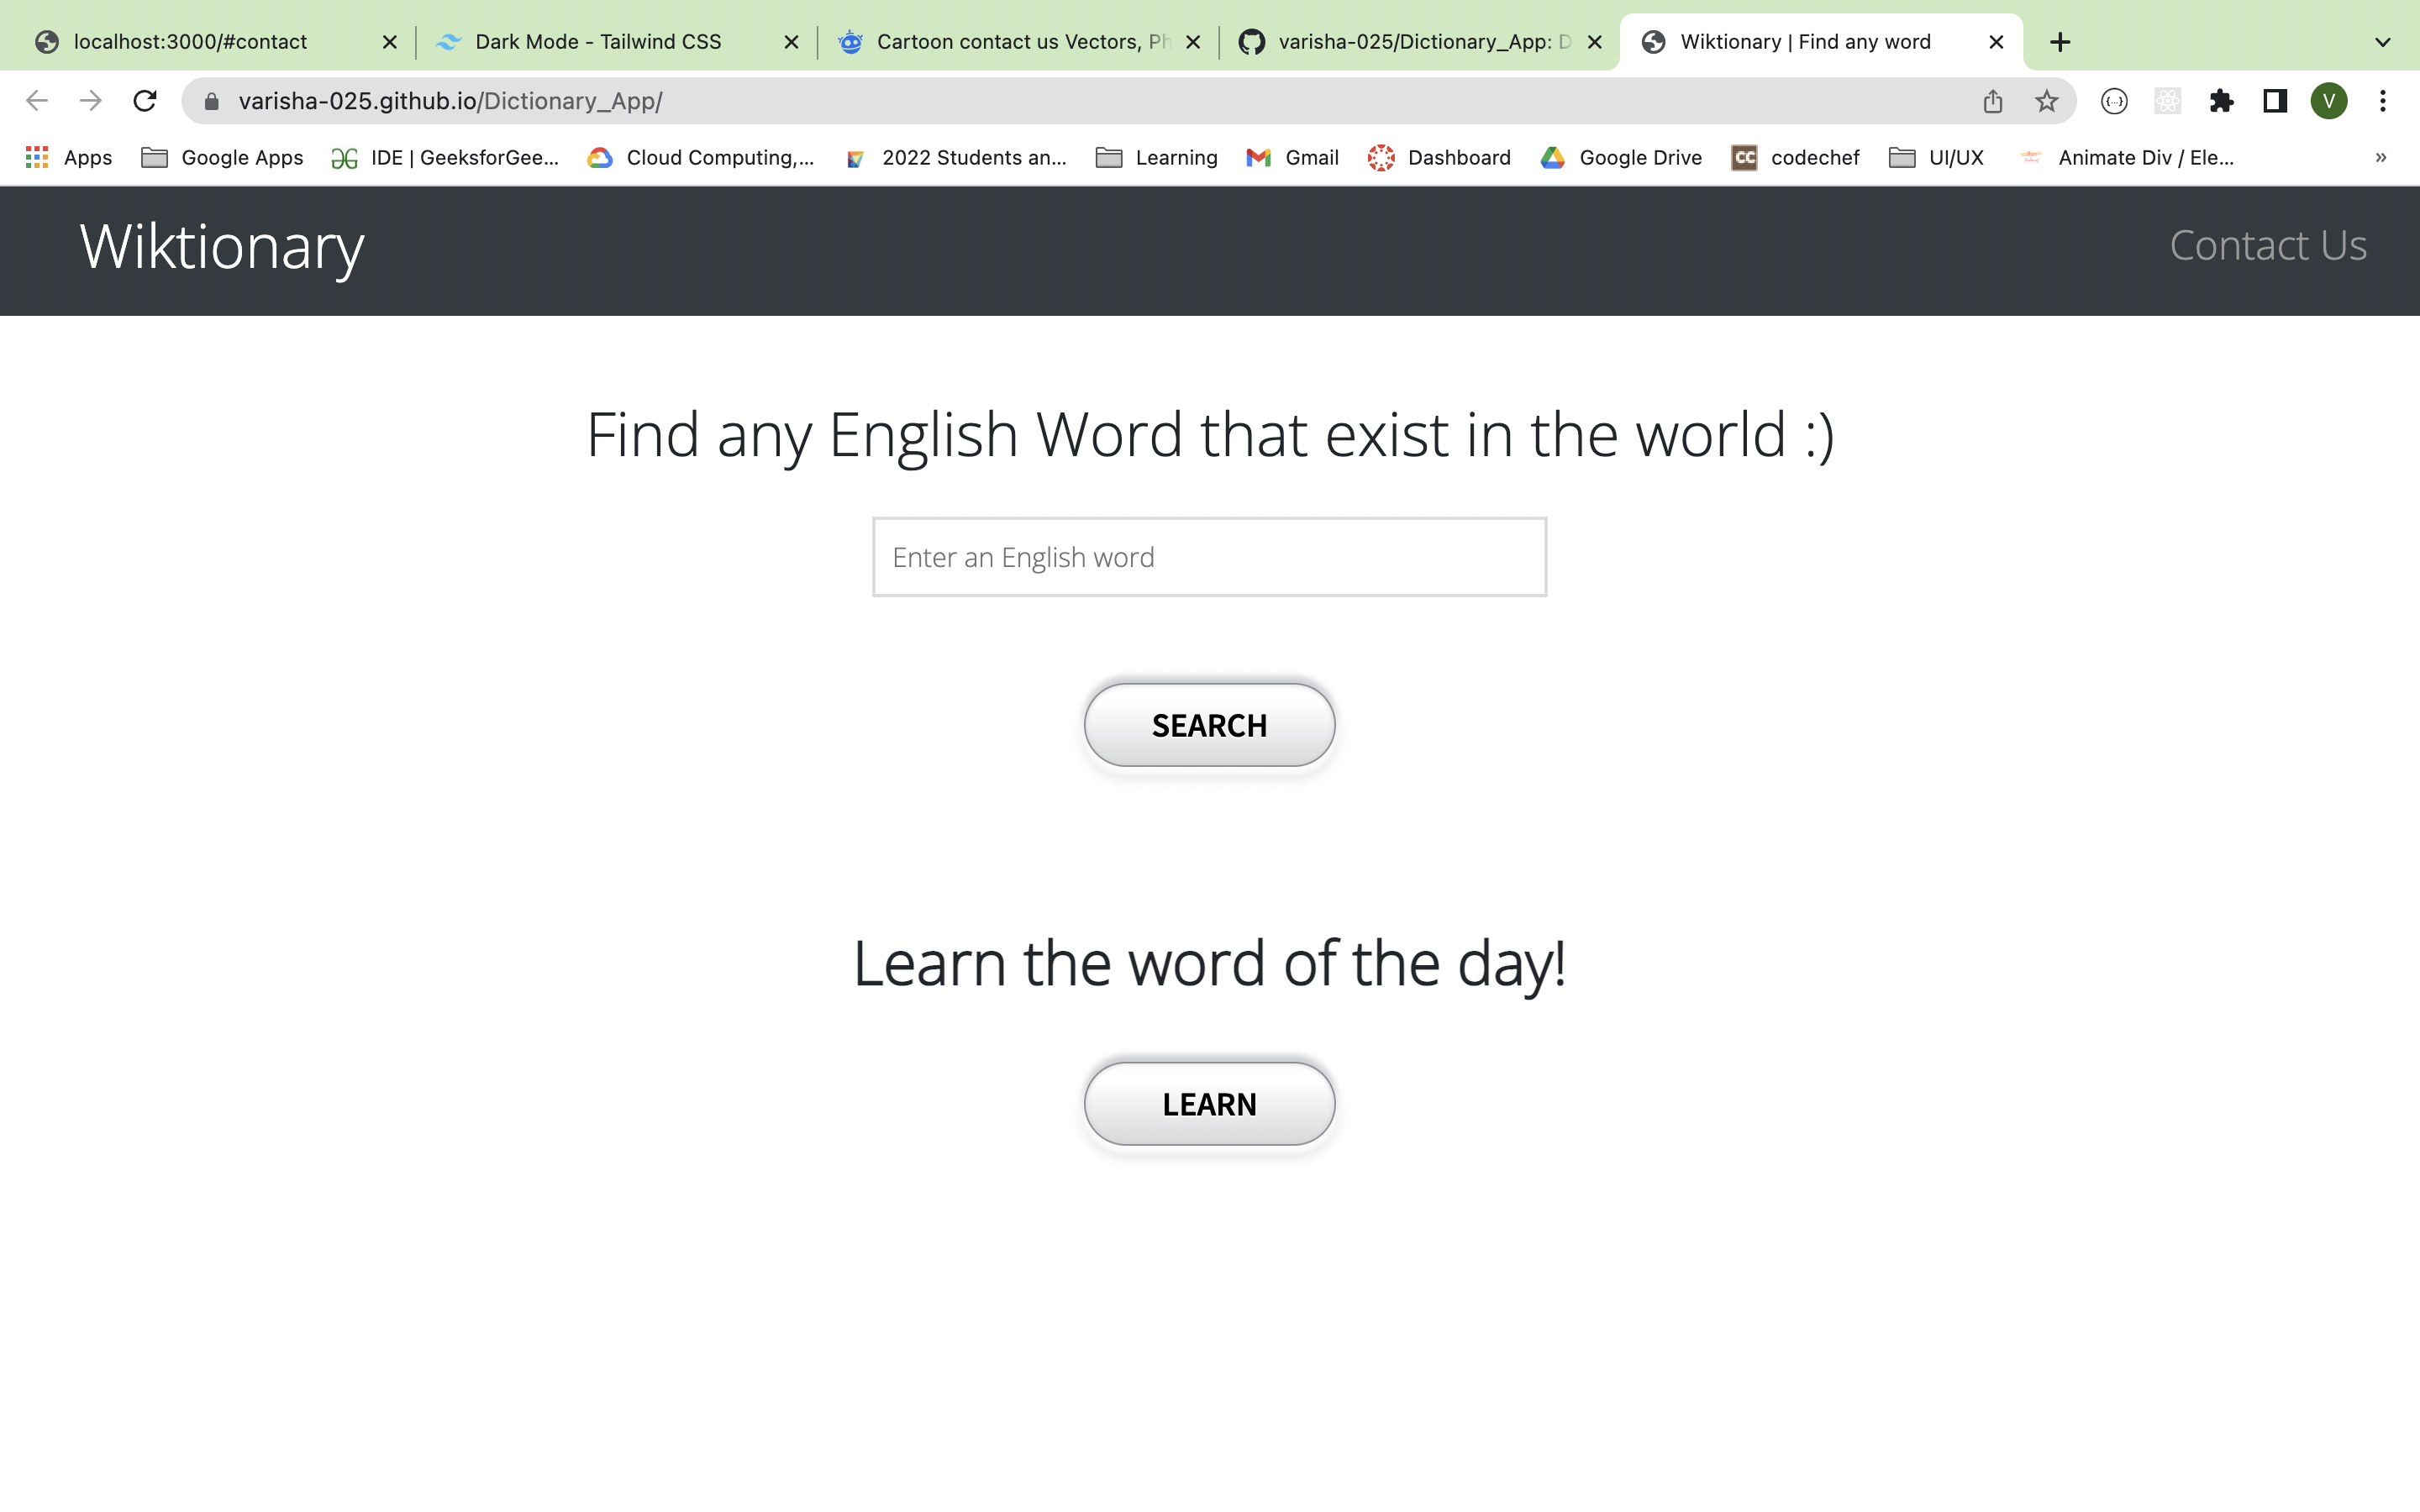 localhost:3000/#contact
Dark Mode - Tailwind CSS
Cartoon contact us Vectors, Ph
varisha-025/Dictionary_App: D
Wiktionary | Find any word
varisha-025.github.io/Dictionary_App/
V
Apps
Google Apps
IDE | GeeksforGee...
Cloud Computing,...
2022 Students an...
Learning
Gmail
Dashboard
Google Drive
CC codechef
UI/UX
Animate Div / Ele...
»
Wiktionary
Contact Us
Find any English Word that exist in the world :)
Enter an English word
SEARCH
Learn the word of the day!
LEARN